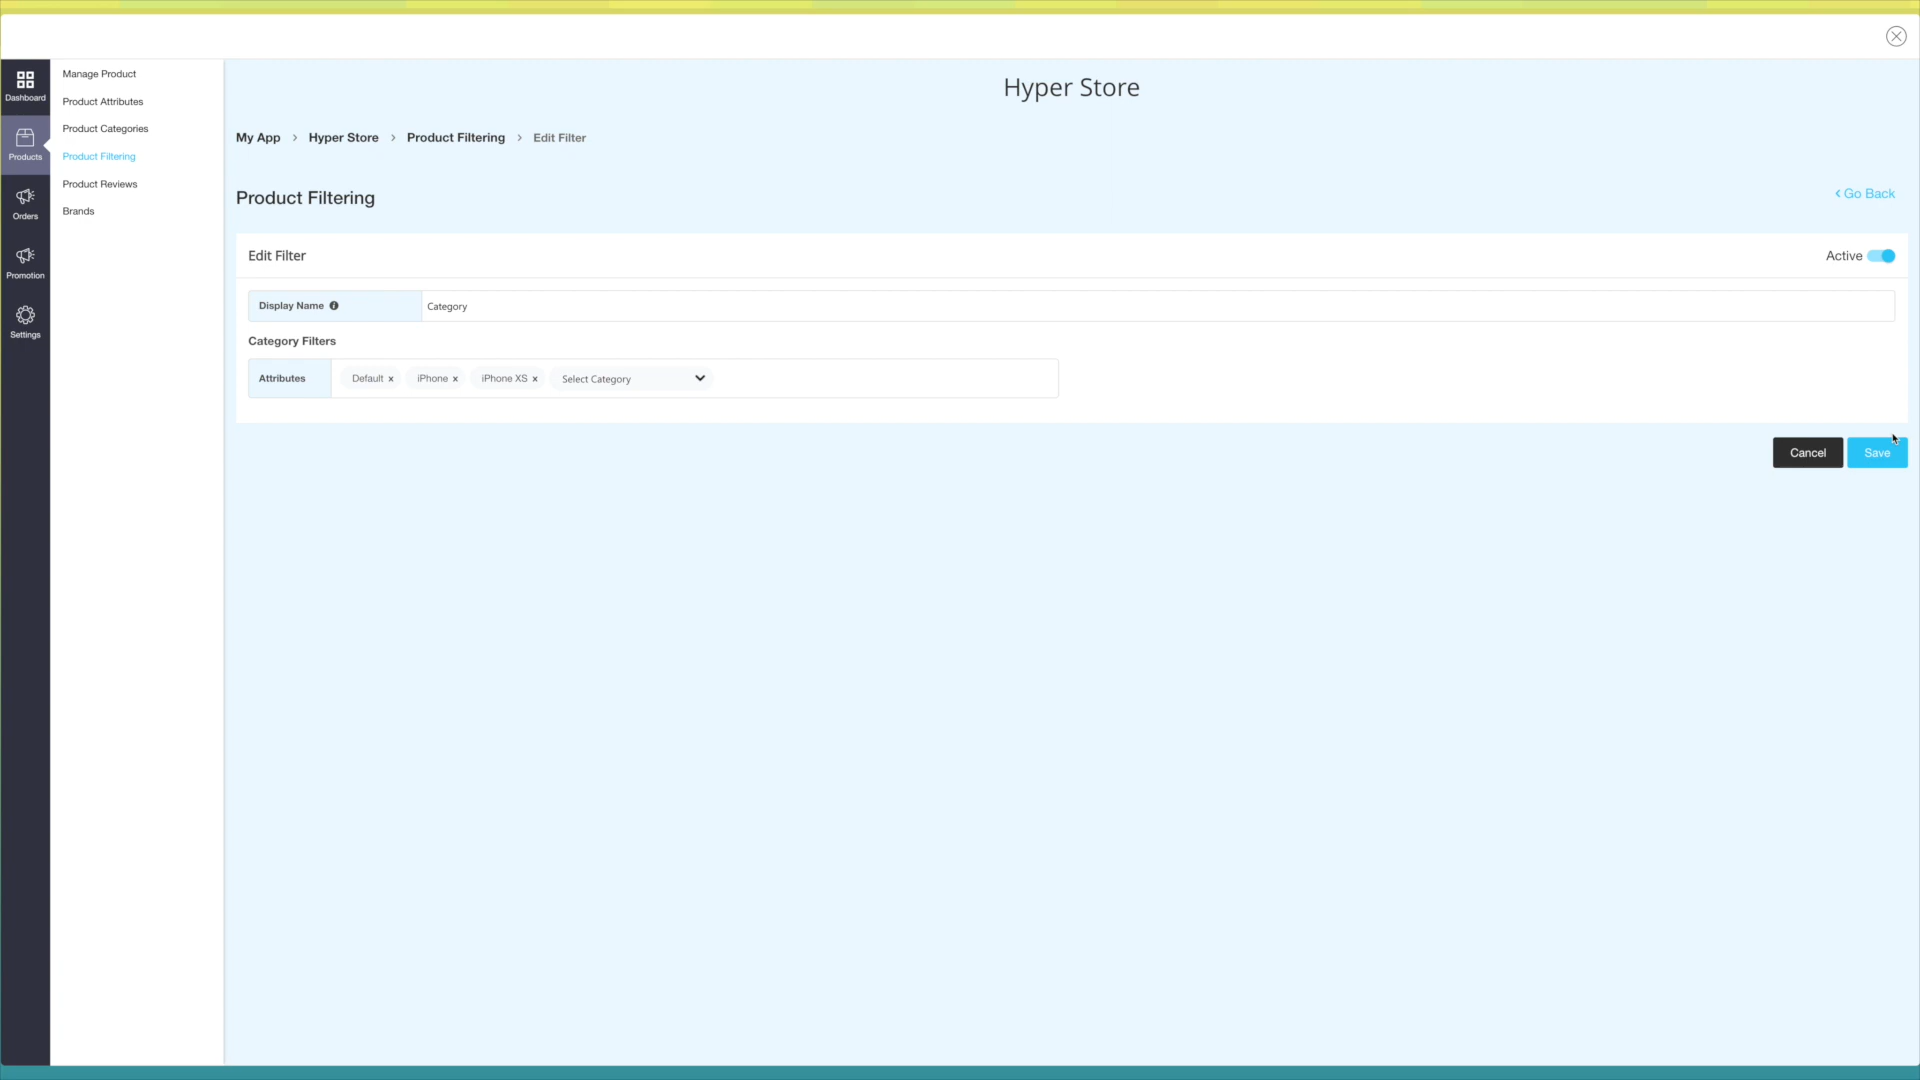 Dashboard
Products
Orders
Promotion
Settings
Manage Product
Product Attributes
Product Categories
Product Filtering
Product Reviews
Brands
Hyper Store
My App > Hyper Store > Product Filtering > Edit Filter
Product Filtering
< Go Back
Edit Filter
Active
Display Name
Category
Category Filters
Attributes
Default x iPhone x iPhone XS x Select Category
Cancel Save